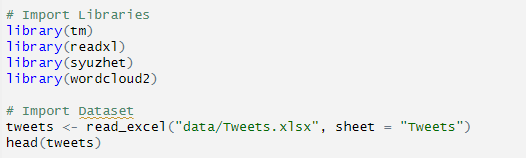 # Import Libraries
library(tm)
library(readxl)
library(syuzhet)
library(wordcloud2)
# Import Dataset
tweets <- read_excel("data/Tweets.xlsx", sheet = "Tweets")
head(tweets)